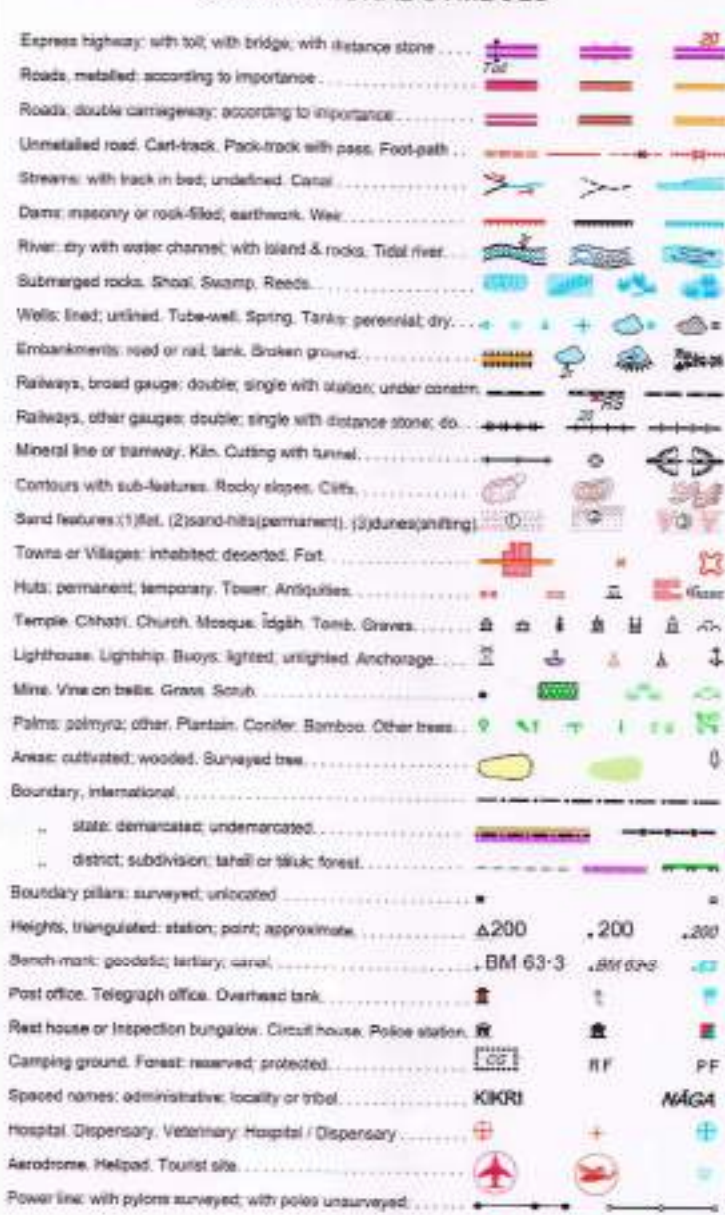 Express highway: with toll; with bridge; with distance stone
20
Toll
Roads, metalled: according to importance
Roads, double carriageway: according to importance
Unmetalled road. Cart-track. Pack-track with pass. Foot-path
Streams: with track in bed; undefined. Canal
Dams: masonry or rock-filled; earthwork. Weir
River: dry with water channel; with island & rocks. Tidal river
Submerged rocks. Shoal. Swamp. Reeds
Wells: lined; unlined. Tube-well. Spring. Tanks: perennial; dry
Embankments: road or rail; tank. Broken ground
Railways, broad gauge: double; single with station; under constrn.
RS
Railways, other gauges: double; single with distance stone; do
20
Mineral line or tramway. Kiln. Cutting with tunnel
Contours with sub-features. Rocky slopes. Cliffs
Sand features:(1)flat, (2)sand-hills(permanent), (3)dunes(shifting)
1 2 3
Towns or Villages: inhabited; deserted. Fort
Huts: permanent; temporary. Tower. Antiquities
Temple. Chhatri. Church. Mosque. Īdgāh. Tomb. Graves
Lighthouse. Lightship. Buoys: lighted; unlighted. Anchorage
Mine. Vine on trellis. Grass. Scrub
Palms: palmyra; other. Plantain. Conifer. Bamboo. Other trees
Areas: cultivated; wooded. Surveyed tree
Boundary, international
,, state: demarcated; undemarcated
,, district; subdivision; tahsil or tāluk; forest
Boundary pillars: surveyed; unlocated
Heights, triangulated: station; point; approximate △200 .200 .200
Bench-mark: geodetic; tertiary; canal .BM 63·3 .BM 63·3 .63
Post office. Telegraph office. Overhead tank
Rest house or Inspection bungalow. Circuit house. Police station
Camping ground. Forest: reserved; protected CG RF PF
Spaced names: administrative; locality or tribal KIKRI NĀGA
Hospital. Dispensary. Veterinary: Hospital / Dispensary
Aerodrome. Helipad. Tourist site
Power line: with pylons surveyed; with poles unsurveyed